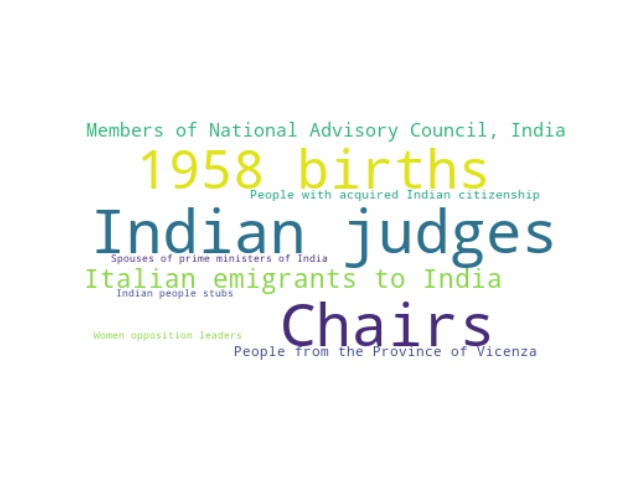 Members of National Advisory Council, India
1958 births
People with acquired Indian citizenship
Indian judges
Spouses of prime ministers of India
Italian emigrants to India
Indian people stubs
Chairs
Women opposition leaders
People from the Province of Vicenza